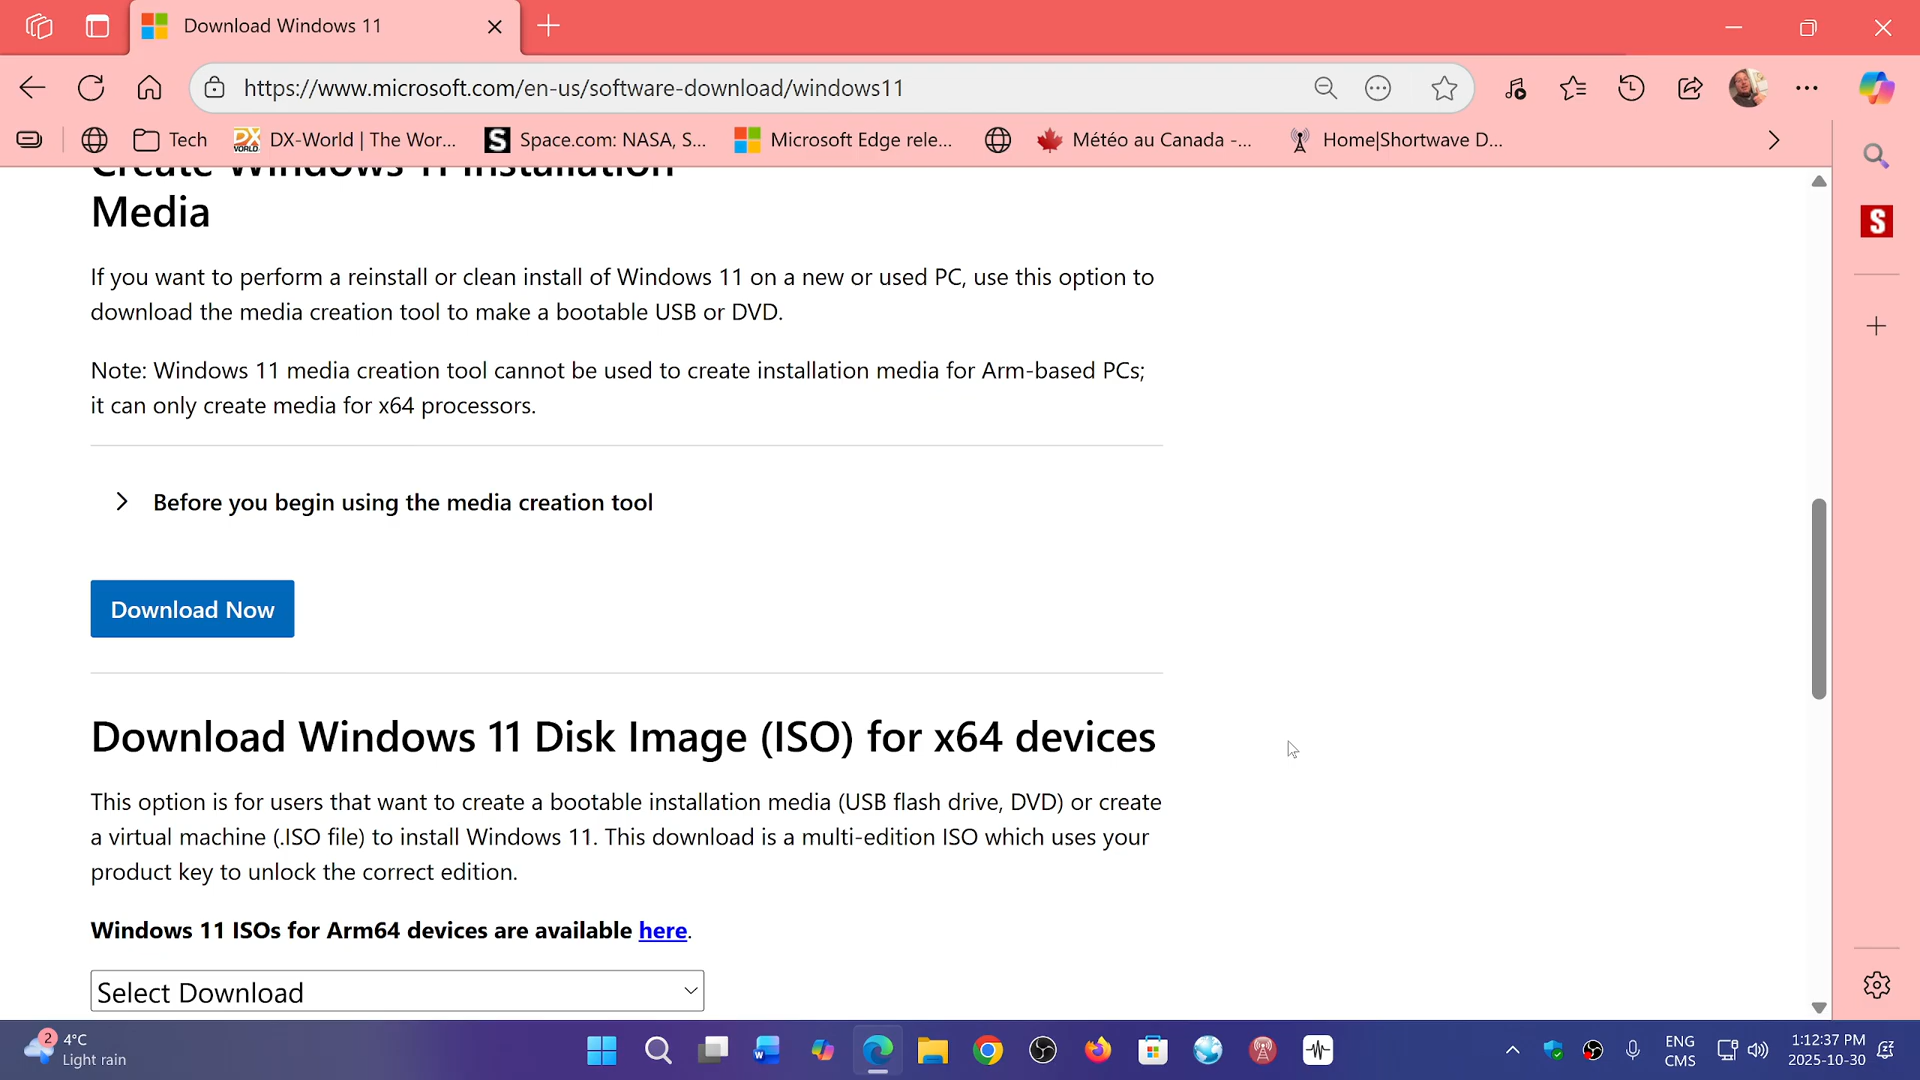 Download Windows 11
https://www.microsoft.com/en-us/software-download/windows11
Tech
DX-World | The Wor...
Space.com: NASA, S...
Microsoft Edge rele...
Météo au Canada -...
Home|Shortwave D...
Create Windows 11 Installation
Media
If you want to perform a reinstall or clean install of Windows 11 on a new or used PC, use this option to
download the media creation tool to make a bootable USB or DVD.
Note: Windows 11 media creation tool cannot be used to create installation media for Arm-based PCs;
it can only create media for x64 processors.
Before you begin using the media creation tool
Download Now
Download Windows 11 Disk Image (ISO) for x64 devices
This option is for users that want to create a bootable installation media (USB flash drive, DVD) or create
a virtual machine (.ISO file) to install Windows 11. This download is a multi-edition ISO which uses your
product key to unlock the correct edition.
Windows 11 ISOs for Arm64 devices are available here.
Select Download
2
4°C
Light rain
ENG
CMS
1:12:37 PM
2025-10-30